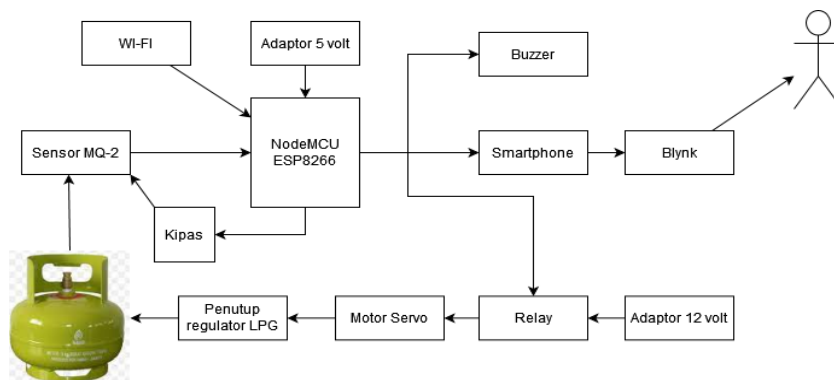 WI-FI
Adaptor 5 volt
Buzzer
NodeMCU
ESP8266
Sensor MQ-2
Smartphone
Blynk
Kipas
Penutup
regulator LPG
Motor Servo
Relay
Adaptor 12 volt